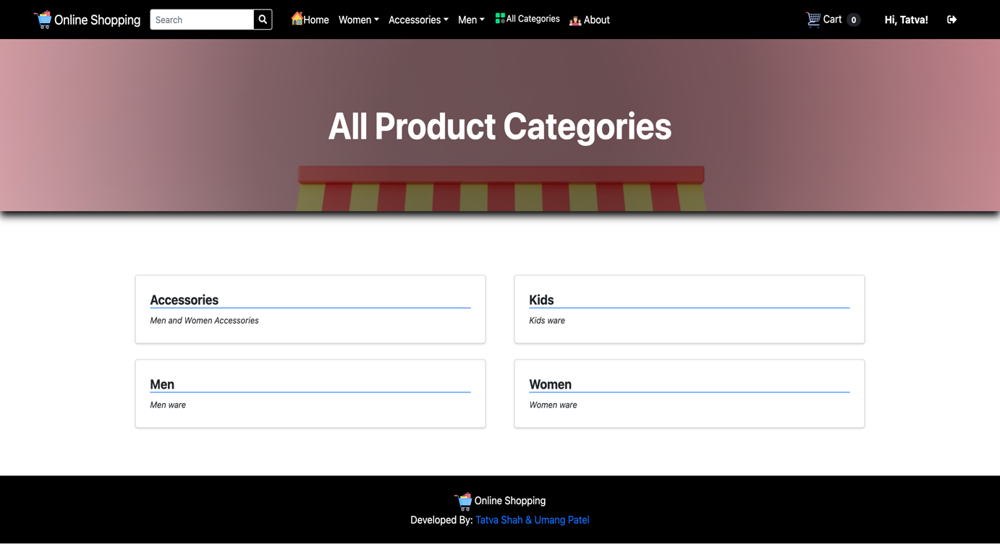 Online Shopping Search Home Women Accessories Men All Categories About Cart 0 Hi, Tatva!
All Product Categories
Accessories
Men and Women Accessories
Kids
Kids ware
Men
Men ware
Women
Women ware
Online Shopping
Developed By: Tatva Shah & Umang Patel